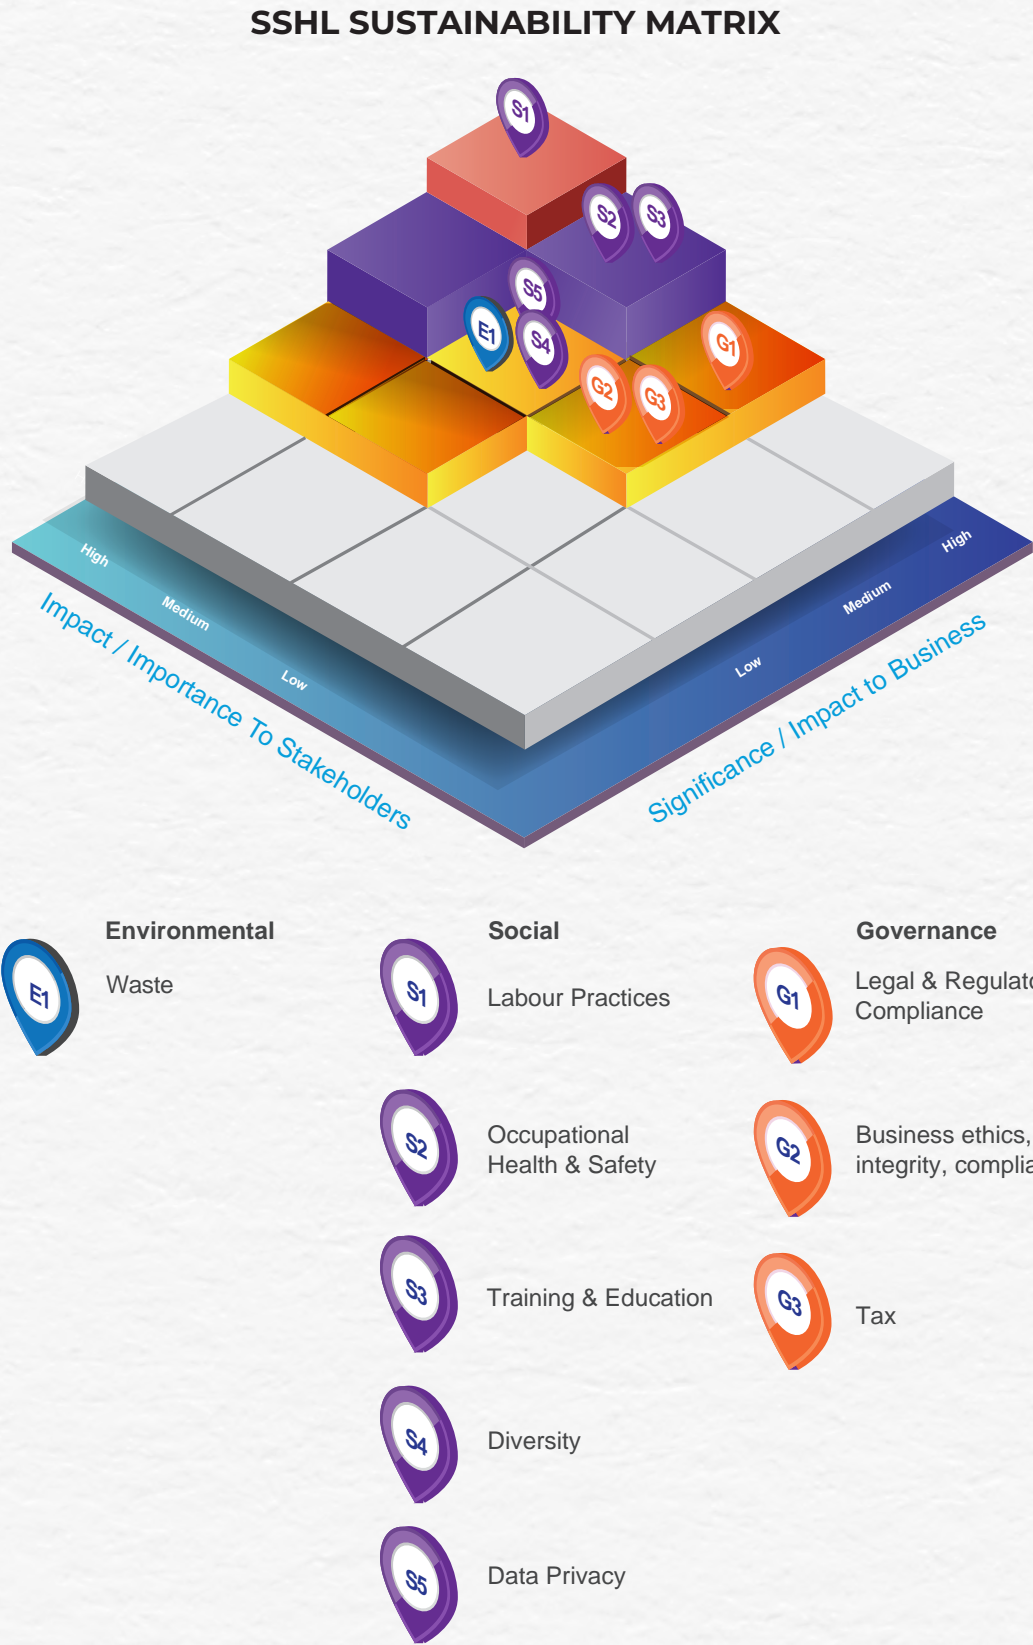 SSHL SUSTAINABILITY MATRIX
S1
S2
S3
S5
E1
S4
G1
G2
G3
High
Medium
Low
Impact / Importance To Stakeholders
High
Medium
Low
Significance / Impact to Business
Environmental
E1
Waste
Social
S1
Labour Practices
S2
Occupational
Health & Safety
S3
Training & Education
S4
Diversity
S5
Data Privacy
Governance
G1
Legal &
Compliance
G2
Business ethics,
integrity,
G3
Tax